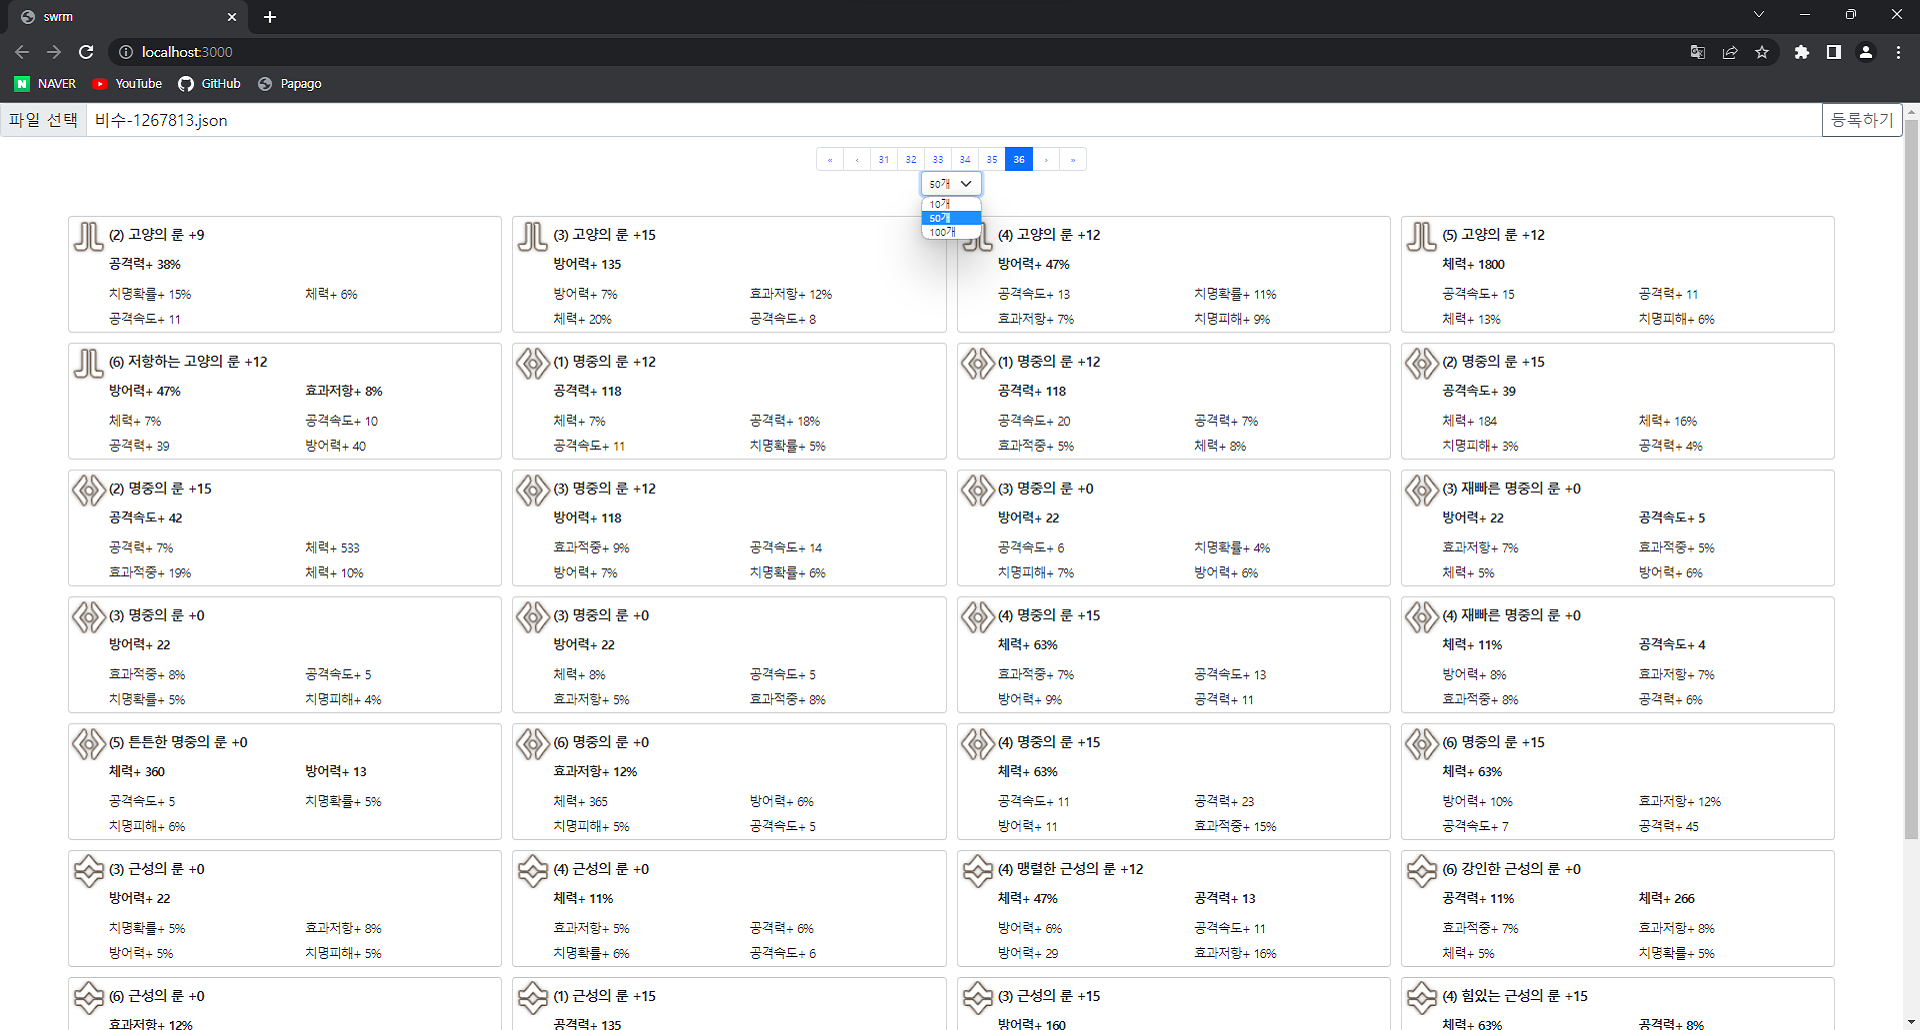 swrm
localhost:3000
NAVER YouTube GitHub Papago
파일 선택 비수-1267813.json 등록하기
« ‹ 31 32 33 34 35 36 › »
50개
10개
50개
100개
(2) 고양의 룬 +9
공격력+ 38%
치명확률+ 15% 체력+ 6%
공격속도+ 11
(3) 고양의 룬 +15
방어력+ 135
방어력+ 7% 효과저항+ 12%
체력+ 20% 공격속도+ 8
(4) 고양의 룬 +12
방어력+ 47%
공격속도+ 13 치명확률+ 11%
효과저항+ 7% 치명피해+ 9%
(5) 고양의 룬 +12
체력+ 1800
공격속도+ 15 공격력+ 11
체력+ 13% 치명피해+ 6%
(6) 저항하는 고양의 룬 +12
방어력+ 47% 효과저항+ 8%
체력+ 7% 공격속도+ 10
공격력+ 39 방어력+ 40
(1) 명중의 룬 +12
공격력+ 118
체력+ 7% 공격력+ 18%
공격속도+ 11 치명확률+ 5%
(1) 명중의 룬 +12
공격력+ 118
공격속도+ 20 공격력+ 7%
효과적중+ 5% 체력+ 8%
(2) 명중의 룬 +15
공격속도+ 39
체력+ 184 체력+ 16%
치명피해+ 3% 공격력+ 4%
(2) 명중의 룬 +15
공격속도+ 42
공격력+ 7% 체력+ 533
효과적중+ 19% 체력+ 10%
(3) 명중의 룬 +12
방어력+ 118
효과적중+ 9% 공격속도+ 14
방어력+ 7% 치명확률+ 6%
(3) 명중의 룬 +0
방어력+ 22
공격속도+ 6 치명확률+ 4%
치명피해+ 7% 방어력+ 6%
(3) 재빠른 명중의 룬 +0
방어력+ 22 공격속도+ 5
효과저항+ 7% 효과적중+ 5%
체력+ 5% 방어력+ 6%
(3) 명중의 룬 +0
방어력+ 22
효과적중+ 8% 공격속도+ 5
치명확률+ 5% 치명피해+ 4%
(3) 명중의 룬 +0
방어력+ 22
체력+ 8% 공격속도+ 5
효과저항+ 5% 효과적중+ 8%
(4) 명중의 룬 +15
체력+ 63%
효과적중+ 7% 공격속도+ 13
방어력+ 9% 공격력+ 11
(4) 재빠른 명중의 룬 +0
체력+ 11% 공격속도+ 4
방어력+ 8% 효과저항+ 7%
효과적중+ 8% 공격력+ 6%
(5) 튼튼한 명중의 룬 +0
체력+ 360 방어력+ 13
공격속도+ 5 치명확률+ 5%
치명피해+ 6%
(6) 명중의 룬 +0
효과저항+ 12%
체력+ 365 방어력+ 6%
치명피해+ 5% 공격속도+ 5
(4) 명중의 룬 +15
체력+ 63%
공격속도+ 11 공격력+ 23
방어력+ 11 효과적중+ 15%
(6) 명중의 룬 +15
체력+ 63%
방어력+ 10% 효과저항+ 12%
공격속도+ 7 공격력+ 45
(3) 근성의 룬 +0
방어력+ 22
치명확률+ 5% 효과저항+ 8%
방어력+ 5% 치명피해+ 5%
(4) 근성의 룬 +0
체력+ 11%
효과저항+ 5% 공격력+ 6%
치명확률+ 6% 공격속도+ 6
(4) 맹렬한 근성의 룬 +12
체력+ 47% 공격력+ 13
방어력+ 6% 공격속도+ 11
방어력+ 29 효과저항+ 16%
(6) 강인한 근성의 룬 +0
공격력+ 11% 체력+ 266
효과적중+ 7% 효과저항+ 8%
체력+ 5% 치명확률+ 5%
(6) 근성의 룬 +0
효과저항+ 12%
(1) 근성의 룬 +15
공격력+ 135
(3) 근성의 룬 +15
방어력+ 160
(4) 힘있는 근성의 룬 +15
체력+ 63% 공격력+ 8%